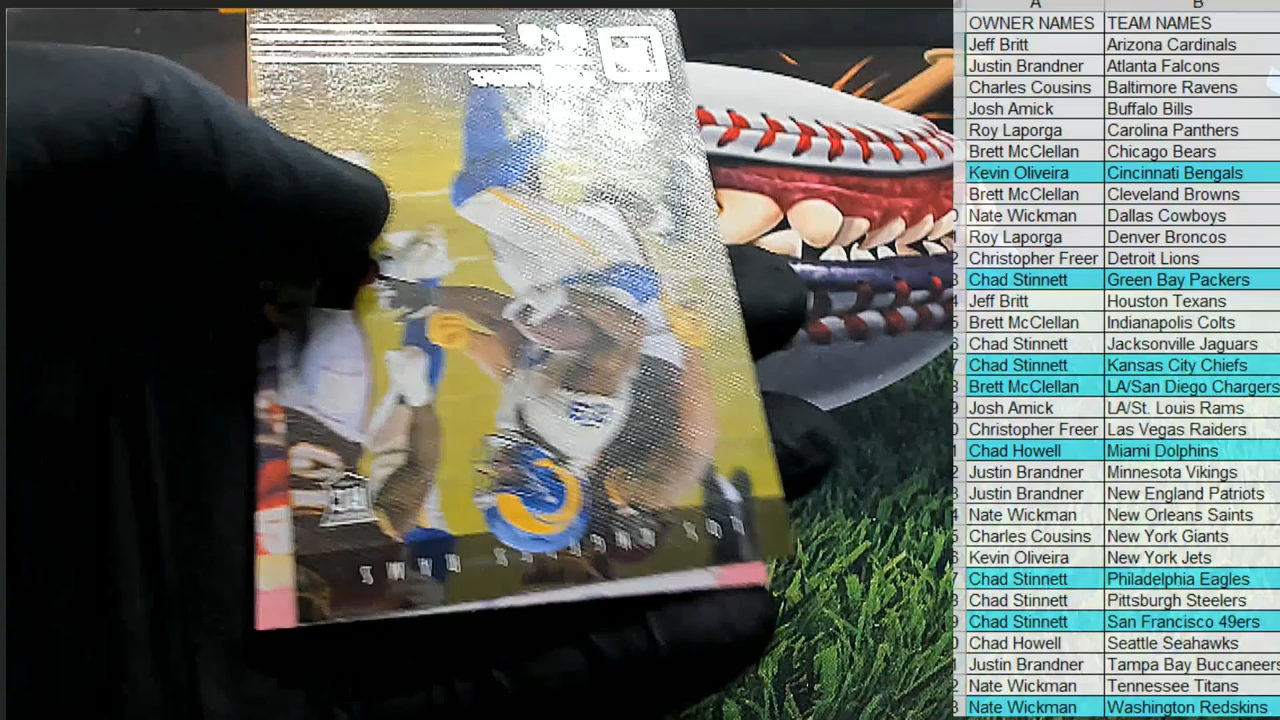 A B
OWNER NAMES TEAM NAMES
Jeff Britt Arizona Cardinals
Justin Brandner Atlanta Falcons
Charles Cousins Baltimore Ravens
Josh Amick Buffalo Bills
Roy Laporga Carolina Panthers
Brett McClellan Chicago Bears
Kevin Oliveira Cincinnati Bengals
Brett McClellan Cleveland Browns
Nate Wickman Dallas Cowboys
Roy Laporga Denver Broncos
Christopher Freer Detroit Lions
Chad Stinnett Green Bay Packers
Jeff Britt Houston Texans
Brett McClellan Indianapolis Colts
Chad Stinnett Jacksonville Jaguars
Chad Stinnett Kansas City Chiefs
Brett McClellan LA/San Diego Chargers
Josh Amick LA/St. Louis Rams
Christopher Freer Las Vegas Raiders
Chad Howell Miami Dolphins
Justin Brandner Minnesota Vikings
Justin Brandner New England Patriots
Nate Wickman New Orleans Saints
Charles Cousins New York Giants
Kevin Oliveira New York Jets
Chad Stinnett Philadelphia Eagles
Chad Stinnett Pittsburgh Steelers
Chad Stinnett San Francisco 49ers
Chad Howell Seattle Seahawks
Justin Brandner Tampa Bay Buccaneers
Nate Wickman Tennessee Titans
Nate Wickman Washington Redskins